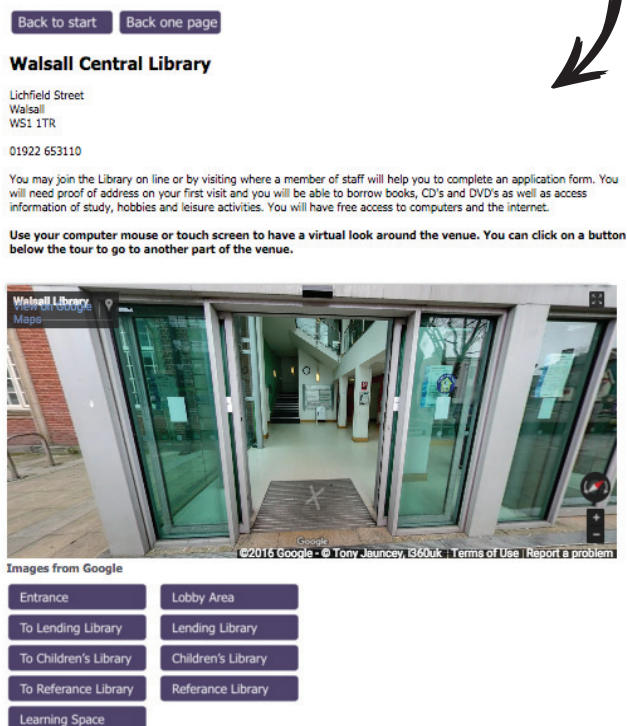 Back to start
Back one page
Walsall Central Library
Lichfield Street
Walsall
WS1 1TR
01922 653110
You may join the Library on line or by visiting where a member of staff will help you to complete an application form. You
will need proof of address on your first visit and you will be able to borrow books, CD's and DVD's as well as access
information of study, hobbies and leisure activities. You will have free access to computers and the internet.
Use your computer mouse or touch screen to have a virtual look around the venue. You can click on a button
below the tour to go to another part of the venue.
Walsall Library
View on Google
Maps
Google
©2016 Google - © Tony Jauncey, i360uk Terms of Use Report a problem
Images from Google
Entrance
Lobby Area
To Lending Library
Lending Library
To Children's Library
Children's Library
To Referance Library
Referance Library
Learning Space